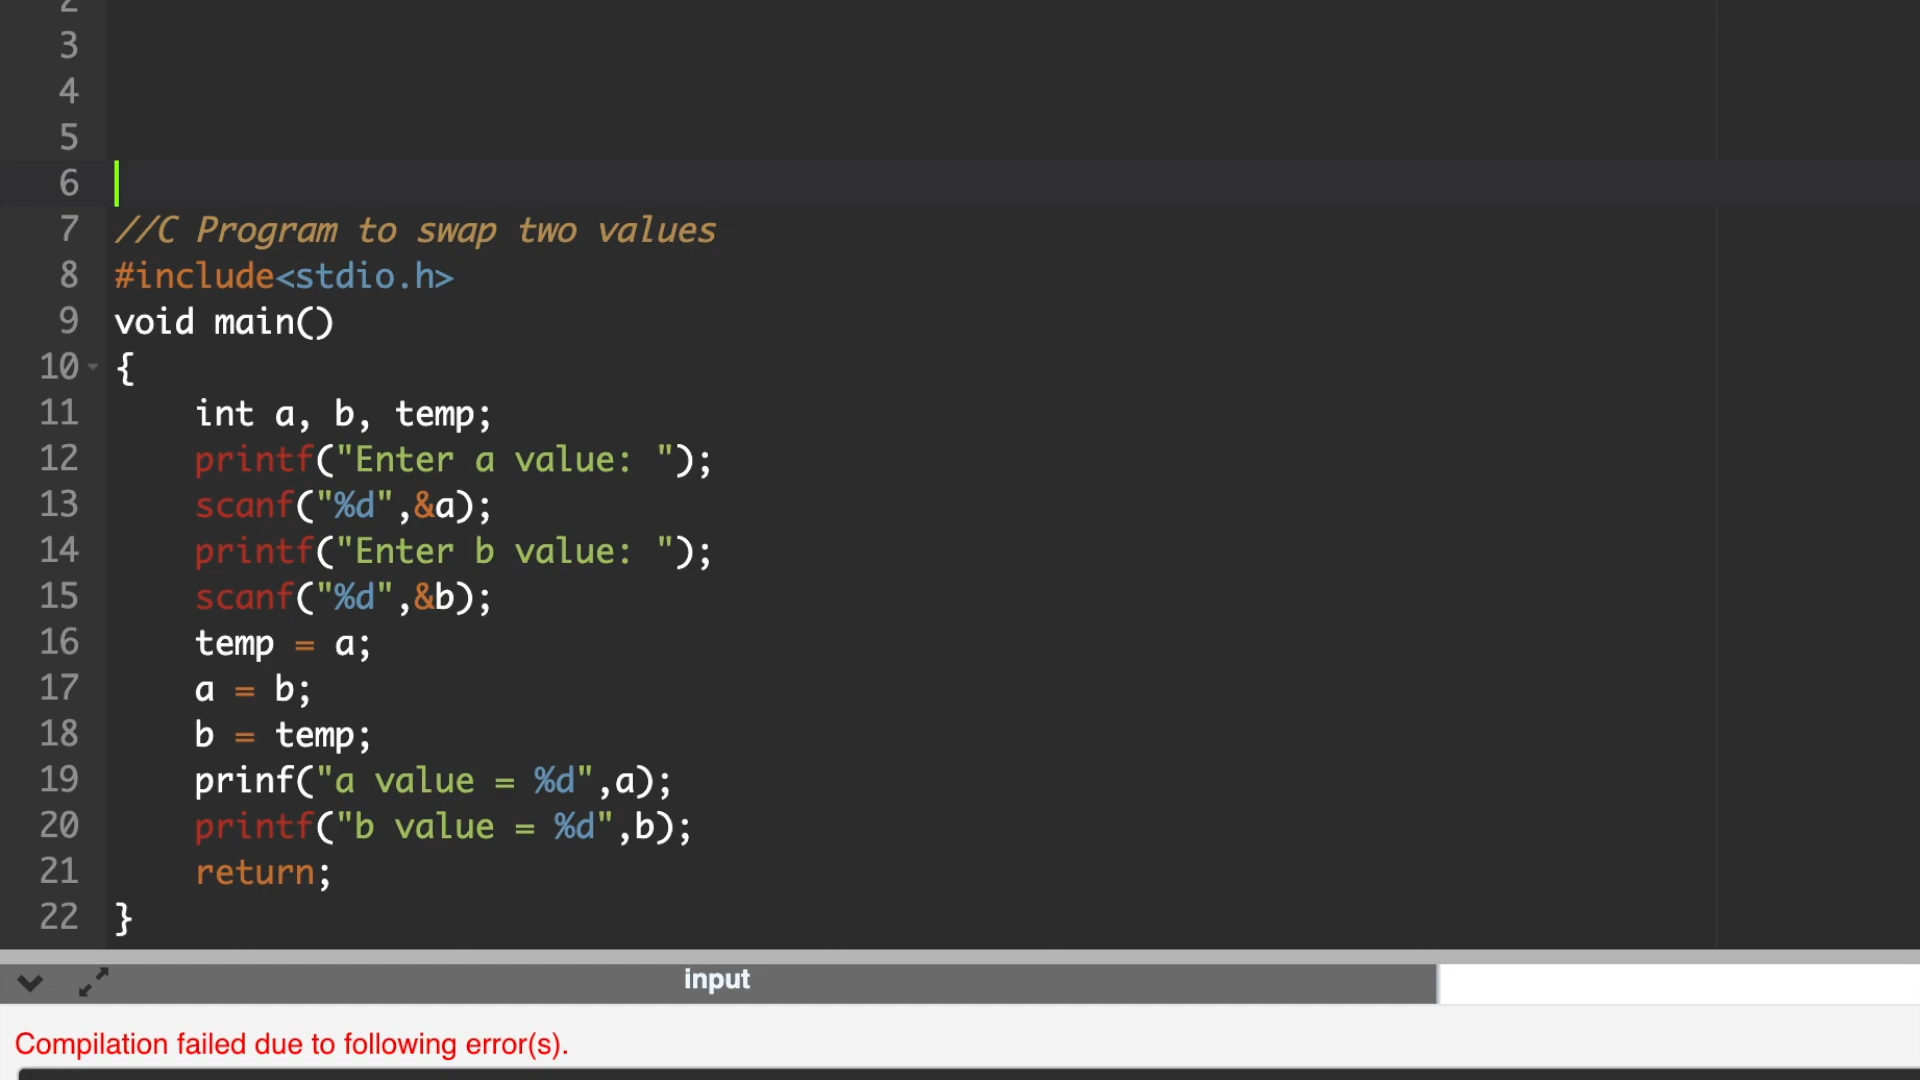 2
3
4
5
6
7 //C Program to swap two values
8 #include<stdio.h>
9 void main()
10 {
11     int a, b, temp;
12     printf("Enter a value: ");
13     scanf("%d",&a);
14     printf("Enter b value: ");
15     scanf("%d",&b);
16     temp = a;
17     a = b;
18     b = temp;
19     prinf("a value = %d",a);
20     printf("b value = %d",b);
21     return;
22 }
input
Compilation failed due to following error(s).